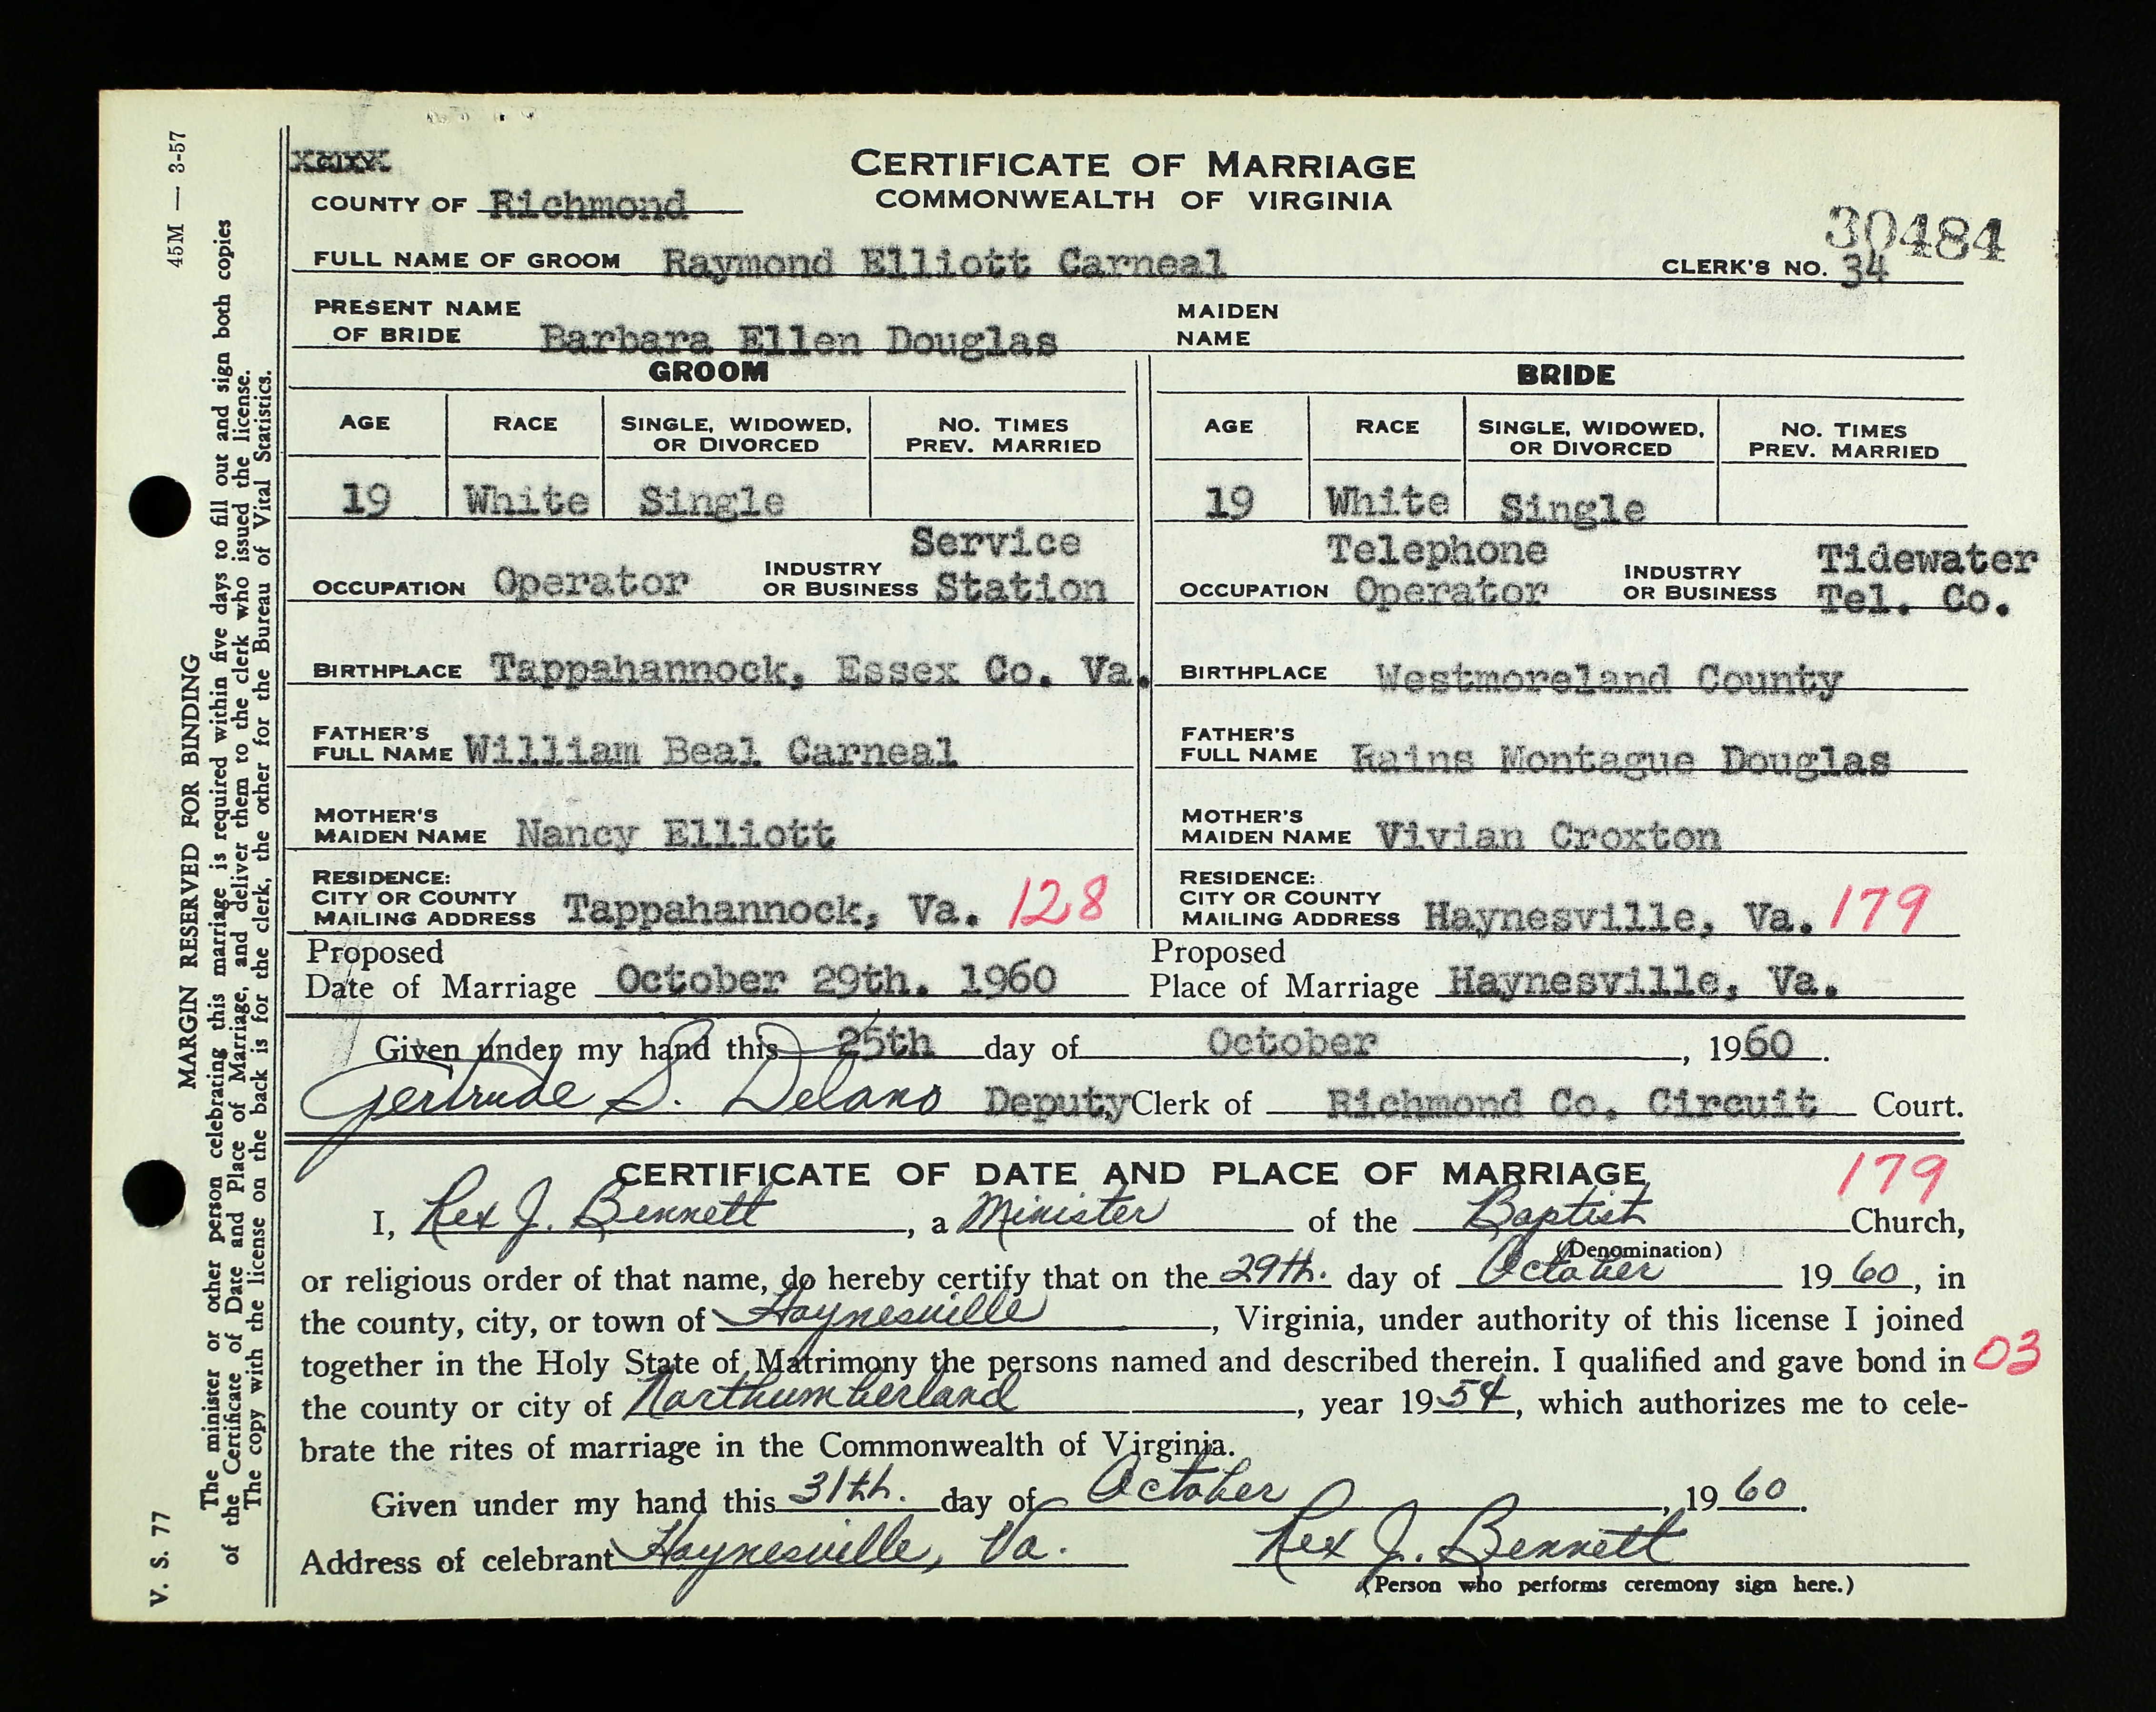 45M — 3-57
MARGIN RESERVED FOR BINDING
The minister or other person celebrating this marriage is required within five days to fill out and sign both copies
of the Certificate of Date and Place of Marriage, and deliver them to the clerk who issued the license.
The copy with the license on the back is for the clerk, the other for the Bureau of Vital Statistics.
V. S. 77
CERTIFICATE OF MARRIAGE
COMMONWEALTH OF VIRGINIA
CITY
COUNTY OF Richmond
30484
FULL NAME OF GROOM Raymond Elliott Carneal CLERK'S NO. 34
PRESENT NAME
OF BRIDE Barbara Ellen Douglas MAIDEN
NAME
GROOM BRIDE
AGE RACE SINGLE, WIDOWED, OR DIVORCED NO. TIMES PREV. MARRIED AGE RACE SINGLE, WIDOWED, OR DIVORCED NO. TIMES PREV. MARRIED
19 White Single 19 White Single
OCCUPATION Operator INDUSTRY OR BUSINESS Service Station OCCUPATION Telephone Operator INDUSTRY OR BUSINESS Tidewater Tel. Co.
BIRTHPLACE Tappahannock, Essex Co. Va. BIRTHPLACE Westmoreland County
FATHER'S FULL NAME William Beal Carneal FATHER'S FULL NAME Rains Montague Douglas
MOTHER'S MAIDEN NAME Nancy Elliott MOTHER'S MAIDEN NAME Vivian Croxton
RESIDENCE: CITY OR COUNTY MAILING ADDRESS Tappahannock, Va. 128 RESIDENCE: CITY OR COUNTY MAILING ADDRESS Haynesville, Va. 179
Proposed Date of Marriage October 29th. 1960 Proposed Place of Marriage Haynesville, Va.
Given under my hand this 25th day of October, 1960.
Gertrude S. Delano Deputy Clerk of Richmond Co. Circuit Court.
CERTIFICATE OF DATE AND PLACE OF MARRIAGE 179
I, Rex J. Bennett, a Minister of the Baptist Church,
(Denomination)
or religious order of that name, do hereby certify that on the 29th. day of October 1960, in
the county, city, or town of Haynesville, Virginia, under authority of this license I joined
together in the Holy State of Matrimony the persons named and described therein. I qualified and gave bond in 03
the county or city of Northumberland, year 1954, which authorizes me to cele-
brate the rites of marriage in the Commonwealth of Virginia.
Given under my hand this 31th. day of October, 1960.
Address of celebrant Haynesville, Va. Rex J. Bennett
(Person who performs ceremony sign here.)